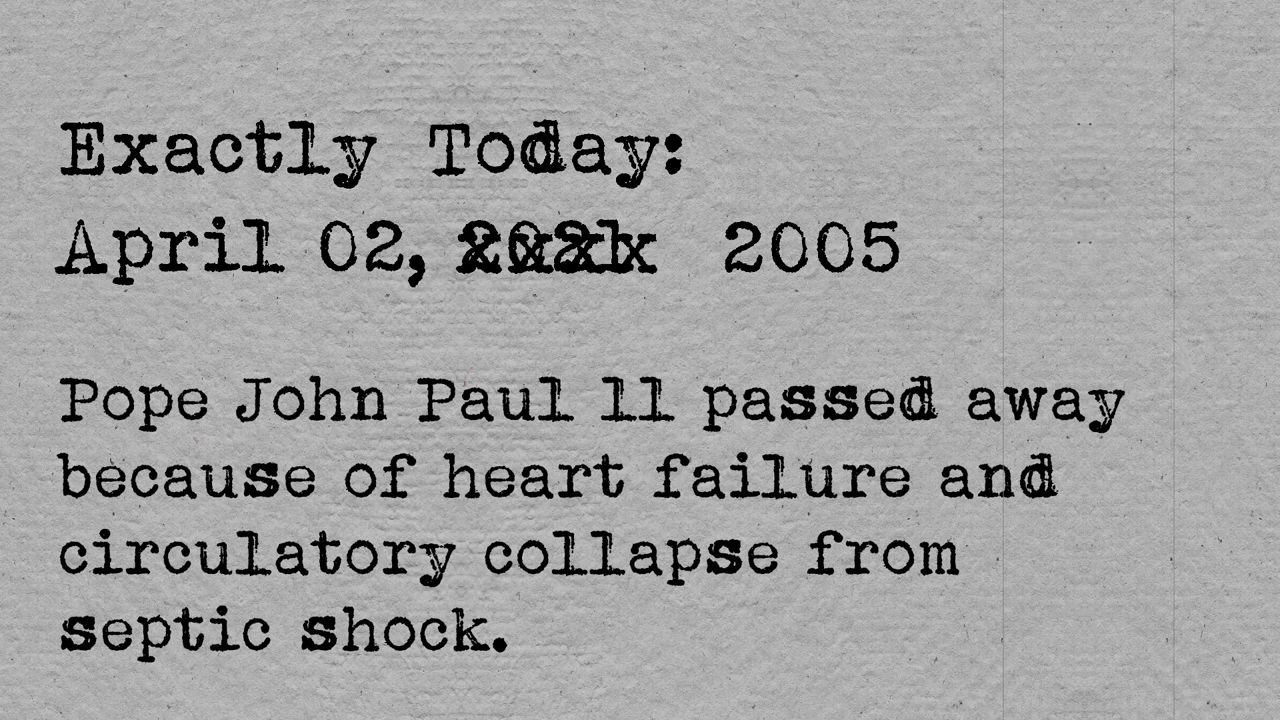 Exactly Today:
April 02, 2021 2005
Pope John Paul ll passed away
because of heart failure and
circulatory collapse from
septic shock.